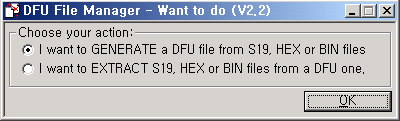 DFU File Manager - Want to do (V2,2)
Choose your action:
I want to GENERATE a DFU file from S19, HEX or BIN files
I want to EXTRACT S19, HEX or BIN files from a DFU one,
OK